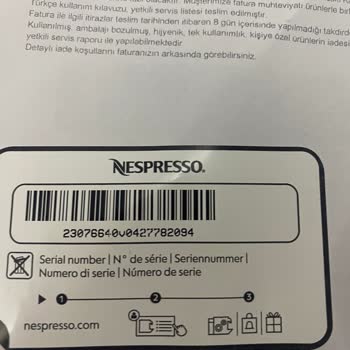 Türkçe kullanım kılavuzu, yetkili servis listesi teslim edilmiştir.
Fatura ile ilgili itirazlar teslim tarihinden itibaren 8 gün içerisinde yapılmadığı takdirde
Kullanılmış, ambalajı bozulmuş, hijyenik, tek kullanımlık, kişiye özel ürünlerin iadesi
yetkili servis raporu ile yapılabilmektedir
Detaylı iade koşullarını faturanızın arkasında görebilirsiniz.
NESPRESSO.
23076640v0427782094
Serial number | N° de série | Seriennummer |
Numero di serie | Número de serie
1 2 3
nespresso.com